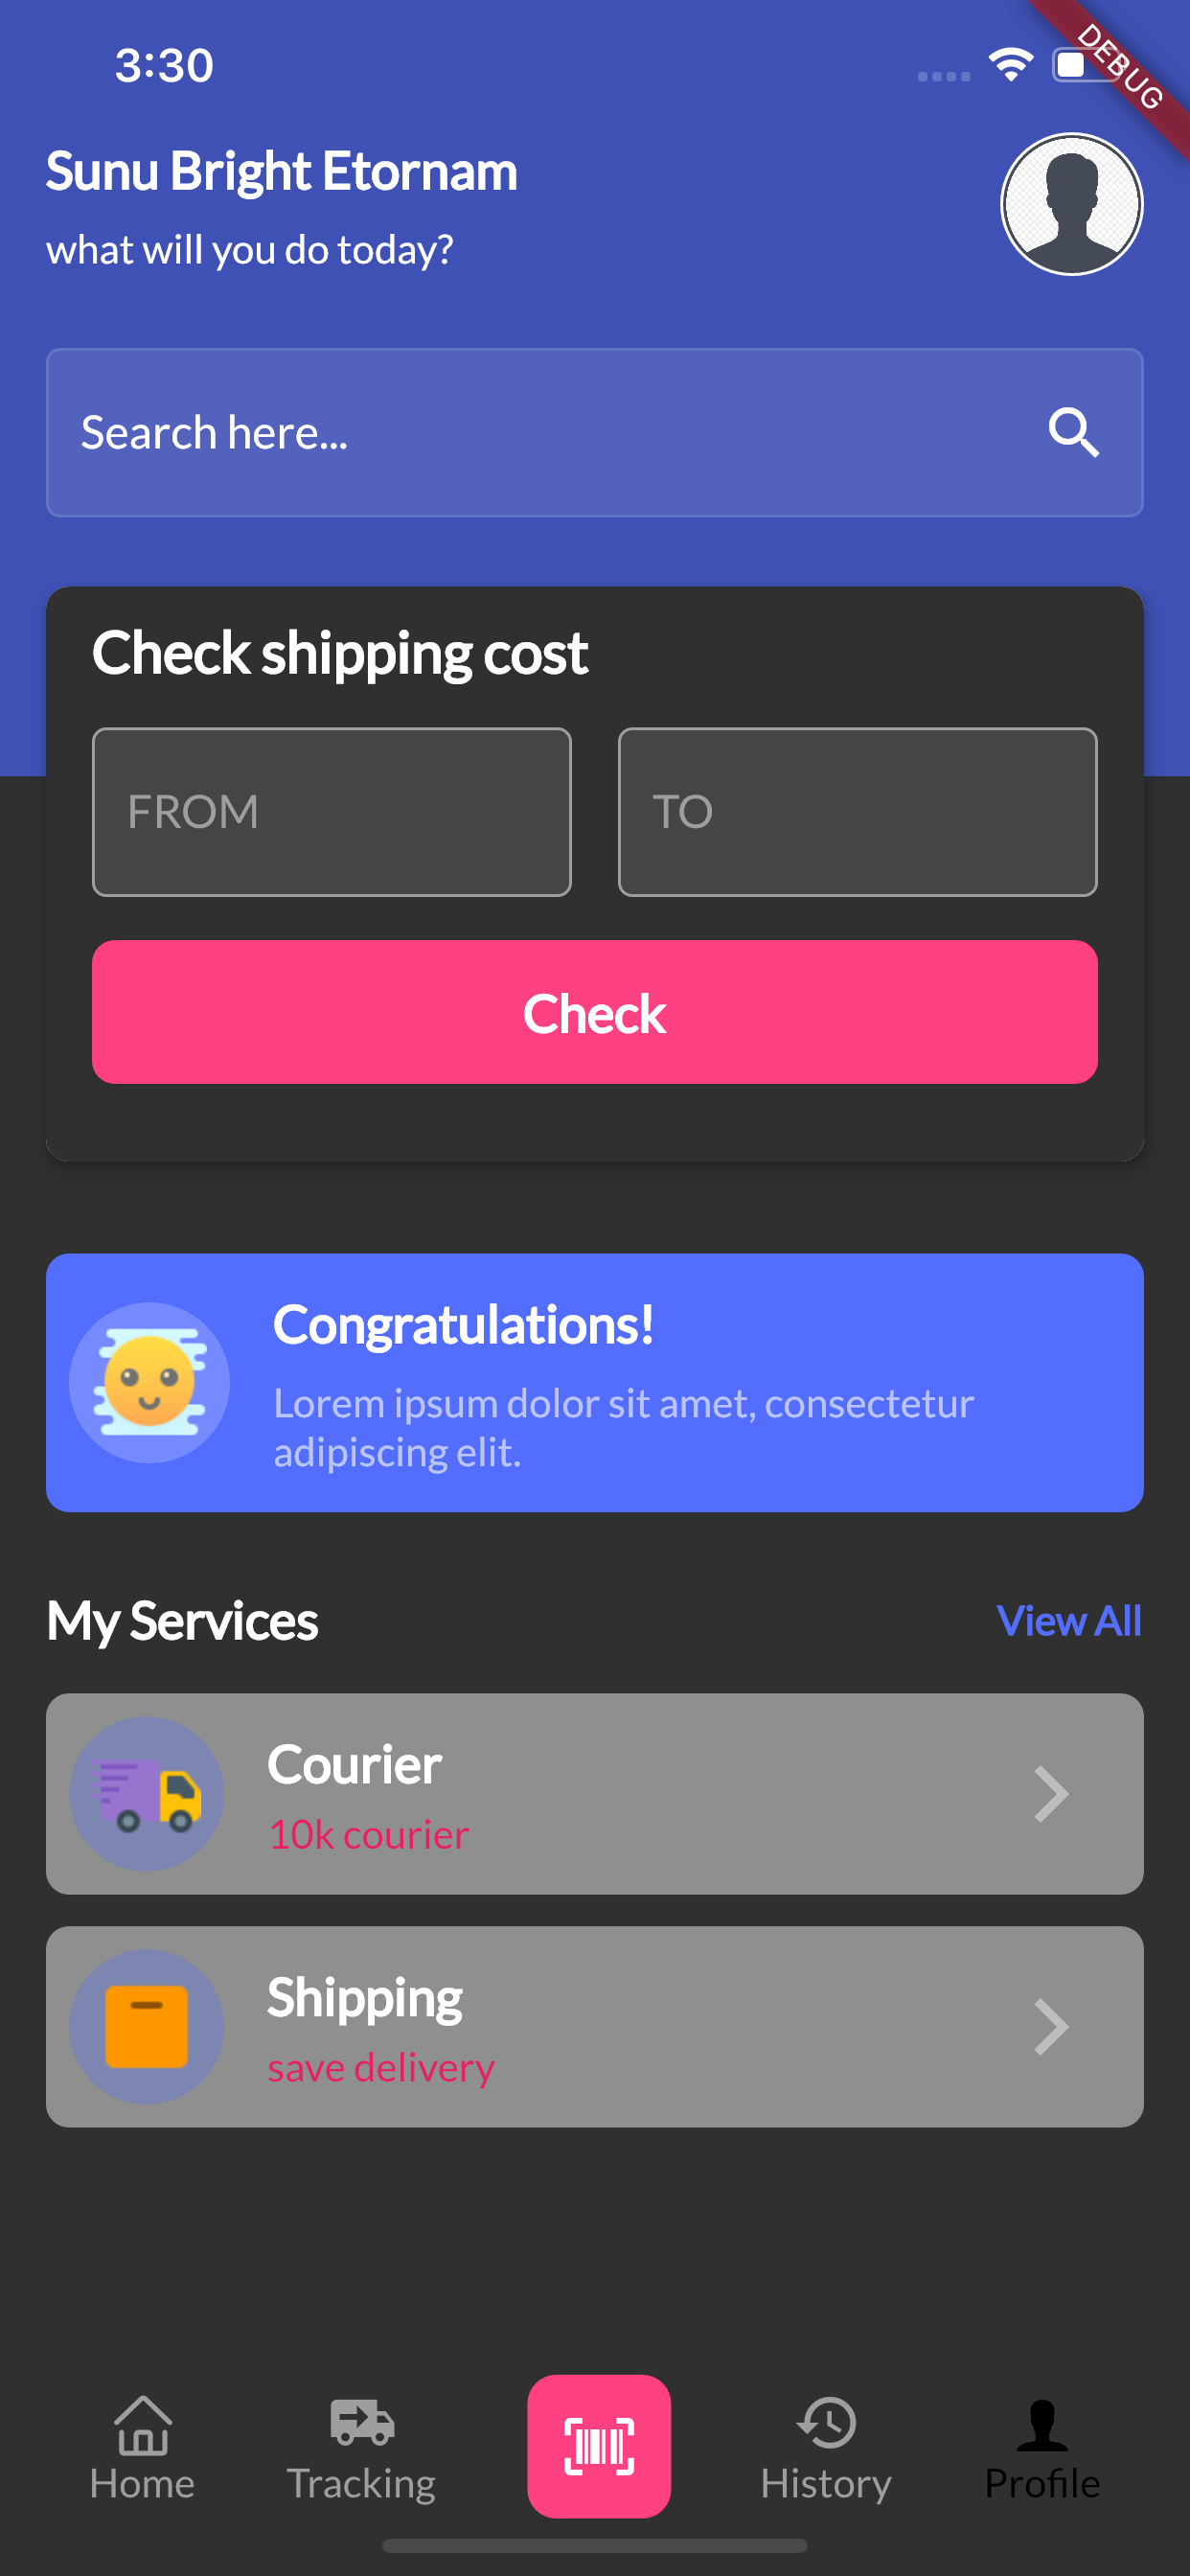 3:30
DEBUG
Sunu Bright Etornam
what will you do today?
Search here...
Check shipping cost
FROM
TO
Check
Congratulations!
Lorem ipsum dolor sit amet, consectetur
adipiscing elit.
My Services
View All
Courier
10k courier
Shipping
save delivery
Home
Tracking
History
Profile